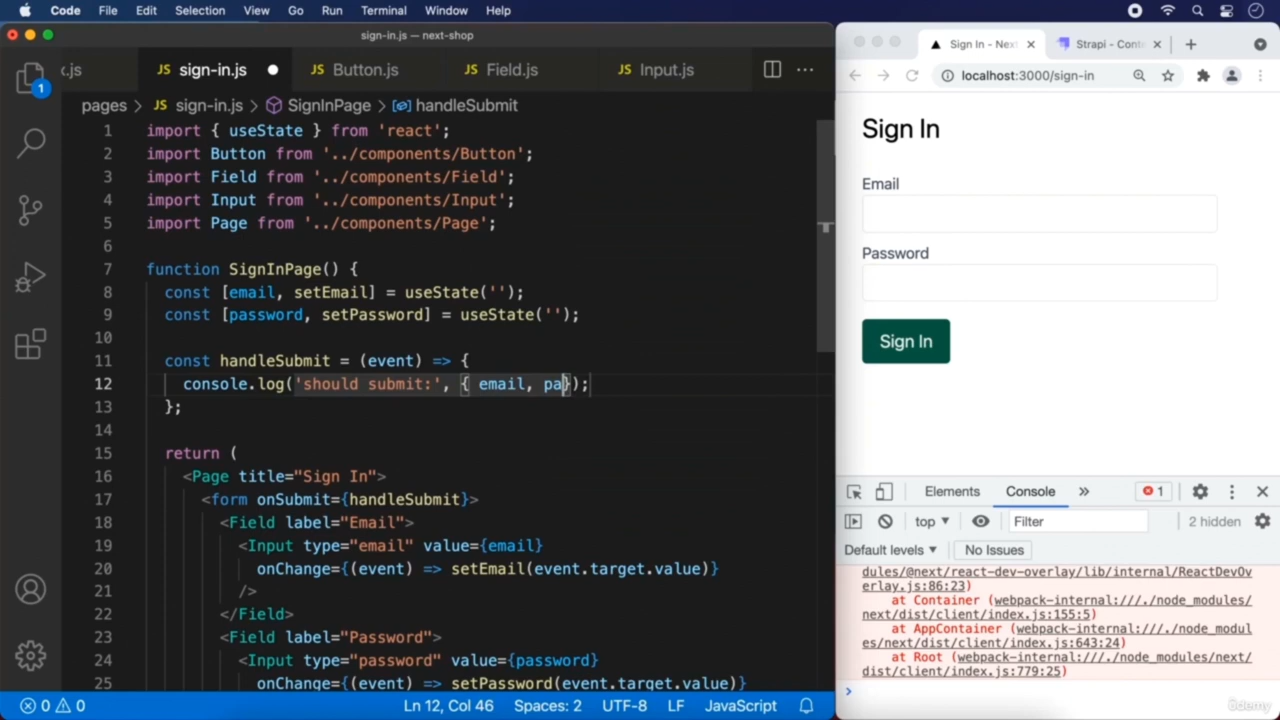 Code File Edit Selection View Go Run Terminal Window Help
sign-in.js — next-shop
x.js JS sign-in.js JS Button.js JS Field.js JS Input.js ...
1
pages > JS sign-in.js > SignInPage > handleSubmit
1 import { useState } from 'react';
2 import Button from '../components/Button';
3 import Field from '../components/Field';
4 import Input from '../components/Input';
5 import Page from '../components/Page';
6
7 function SignInPage() {
8 const [email, setEmail] = useState('');
9 const [password, setPassword] = useState('');
10
11 const handleSubmit = (event) => {
12 console.log('should submit:', { email, pa});
13 };
14
15 return (
16 <Page title="Sign In">
17 <form onSubmit={handleSubmit}>
18 <Field label="Email">
19 <Input type="email" value={email}
20 onChange={(event) => setEmail(event.target.value)}
21 />
22 </Field>
23 <Field label="Password">
24 <Input type="password" value={password}
25 onChange={(event) => setPassword(event.target.value)}
0 0 Ln 12, Col 46 Spaces: 2 UTF-8 LF JavaScript
Sign In - Next Strapi - Conte
localhost:3000/sign-in
Sign In
Email
Password
Sign In
Elements Console 1
top Filter 2 hidden
Default levels No Issues
dules/@next/react-dev-overlay/lib/internal/ReactDevOv
erlay.js:86:23)
at Container (webpack-internal:///./node_modules/
next/dist/client/index.js:155:5)
at AppContainer (webpack-internal:///./node_modul
es/next/dist/client/index.js:643:24)
at Root (webpack-internal:///./node_modules/next/
dist/client/index.js:779:25)
ûdemy